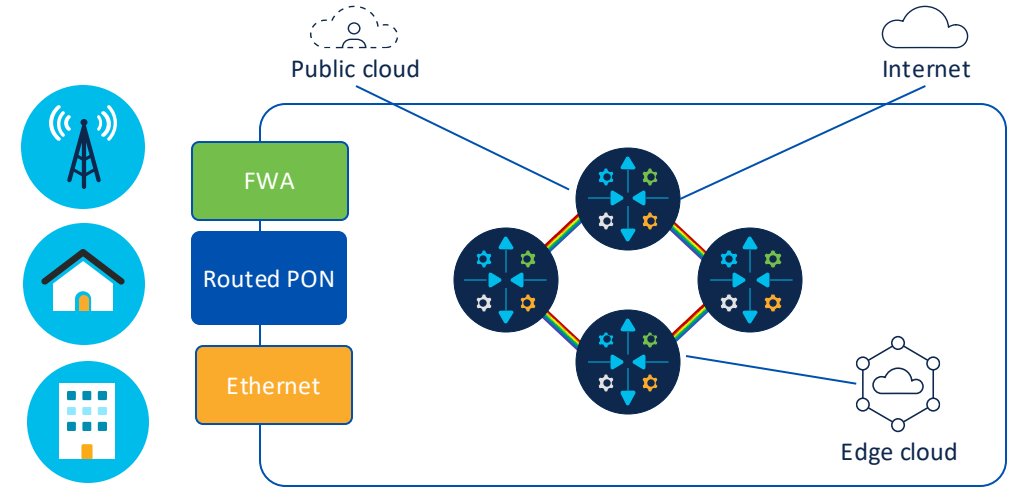 Public cloud
Internet
FWA
Routed PON
Ethernet
Edge cloud